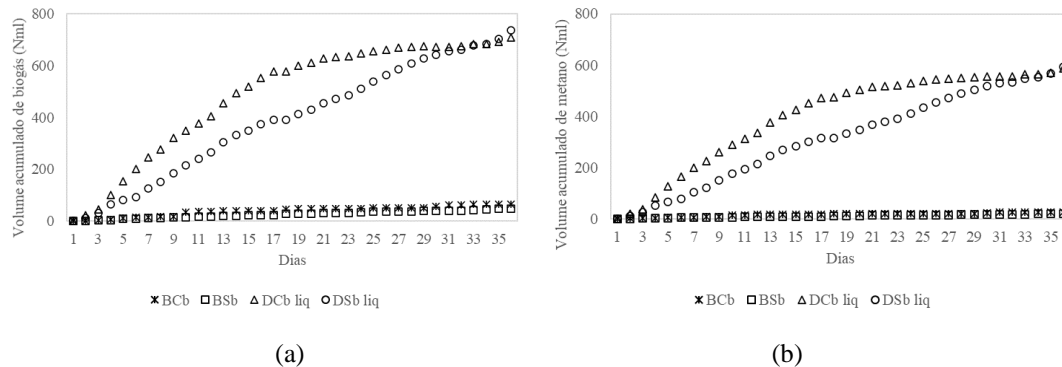 Volume acumulado de biogás (Nml)
800
600
400
200
0
1 3 5 7 9 11 13 15 17 19 21 23 25 27 29 31 33 35
Dias
BCb BSb DCb liq DSb liq
(a)
Volume acumulado de metano (Nml)
800
600
400
200
0
1 3 5 7 9 11 13 15 17 19 21 23 25 27 29 31 33 35
Dias
BCb BSb DCb liq DSb liq
(b)